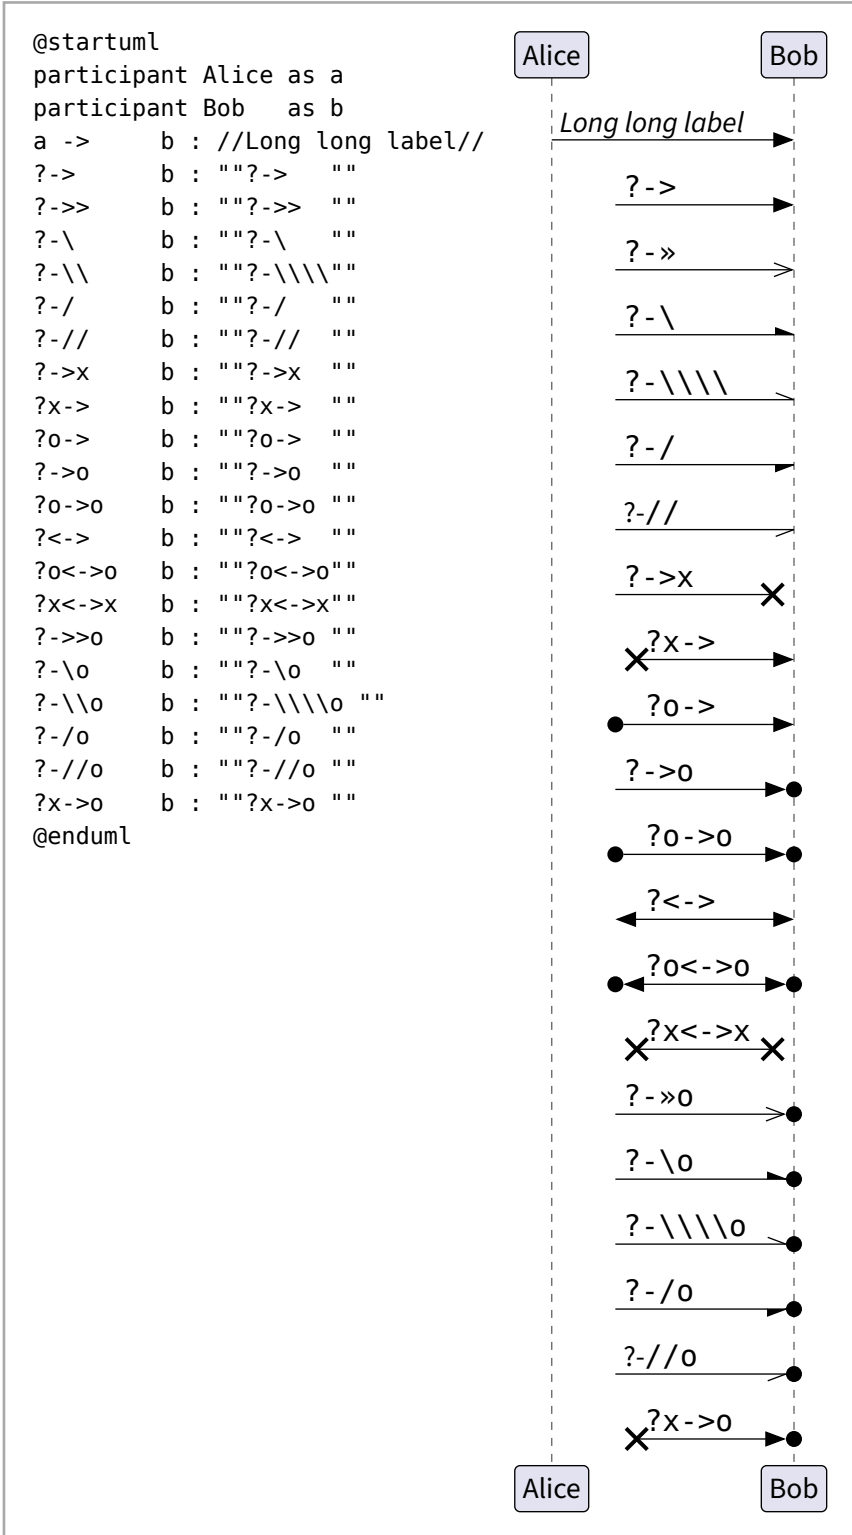 @startuml
participant Alice as a
participant Bob   as b
a ->     b : //Long long label//
?->      b : ""?->   ""
?->>     b : ""?->>  ""
?-\      b : ""?-\   ""
?-\\     b : ""?-\\\\""
?-/      b : ""?-/   ""
?-//     b : ""?-//  ""
?->x     b : ""?->x  ""
?x->     b : ""?x->  ""
?o->     b : ""?o->  ""
?->o     b : ""?->o  ""
?o->o    b : ""?o->o ""
?<->     b : ""?<->  ""
?o<->o   b : ""?o<->o""
?x<->x   b : ""?x<->x""
?->>o    b : ""?->>o ""
?-\o     b : ""?-\o  ""
?-\\o    b : ""?-\\\\o ""
?-/o     b : ""?-/o  ""
?-//o    b : ""?-//o ""
?x->o    b : ""?x->o ""
@enduml
Alice Bob
Long long label
?->
?-»
?-\
?-\\\\
?-/
?-//
?->x
?x->
?o->
?->o
?o->o
?<->
?o<->o
?x<->x
?-»o
?-\o
?-\\\\o
?-/o
?-//o
?x->o
Alice Bob